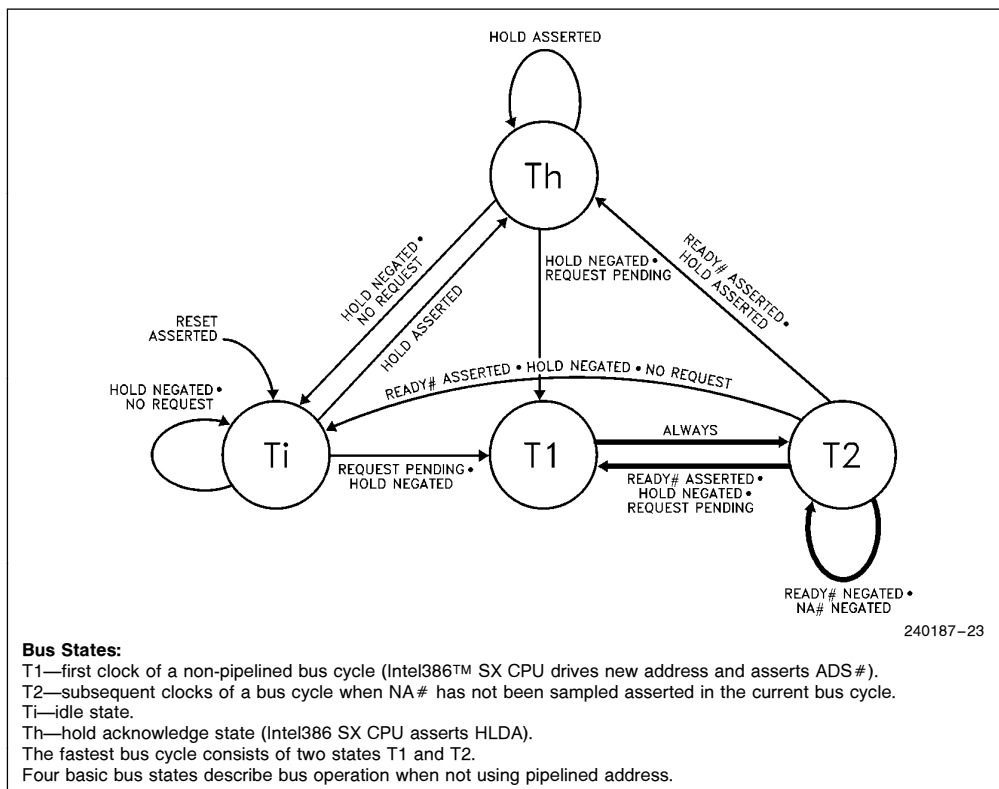 HOLD ASSERTED
Th
HOLD NEGATED •
NO REQUEST
HOLD ASSERTED
HOLD NEGATED •
REQUEST PENDING
READY# ASSERTED •
HOLD ASSERTED
RESET
ASSERTED
HOLD NEGATED •
NO REQUEST
READY# ASSERTED • HOLD NEGATED • NO REQUEST
Ti
REQUEST PENDING •
HOLD NEGATED
T1
ALWAYS
READY# ASSERTED •
HOLD NEGATED •
REQUEST PENDING
T2
READY# NEGATED •
NA# NEGATED
240187–23
Bus States:
T1—first clock of a non-pipelined bus cycle (Intel386™ SX CPU drives new address and asserts ADS#).
T2—subsequent clocks of a bus cycle when NA# has not been sampled asserted in the current bus cycle.
Ti—idle state.
Th—hold acknowledge state (Intel386 SX CPU asserts HLDA).
The fastest bus cycle consists of two states T1 and T2.
Four basic bus states describe bus operation when not using pipelined address.